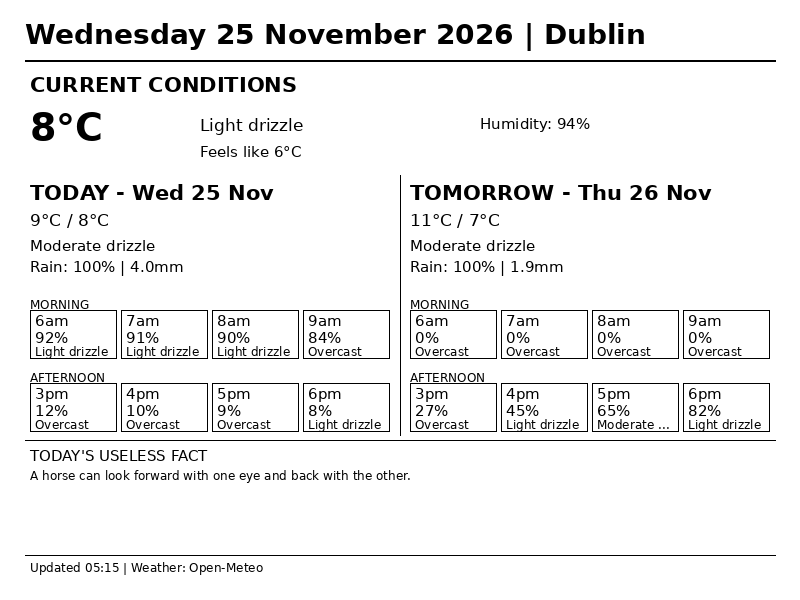 Wednesday 25 November 2026 | Dublin
CURRENT CONDITIONS
8°C
Light drizzle
Humidity: 94%
Feels like 6°C
TODAY - Wed 25 Nov
9°C / 8°C
Moderate drizzle
Rain: 100% | 4.0mm
MORNING
6am 7am 8am 9am
92% 91% 90% 84%
Light drizzle Light drizzle Light drizzle Overcast
AFTERNOON
3pm 4pm 5pm 6pm
12% 10% 9% 8%
Overcast Overcast Overcast Light drizzle
TOMORROW - Thu 26 Nov
11°C / 7°C
Moderate drizzle
Rain: 100% | 1.9mm
MORNING
6am 7am 8am 9am
0% 0% 0% 0%
Overcast Overcast Overcast Overcast
AFTERNOON
3pm 4pm 5pm 6pm
27% 45% 65% 82%
Overcast Light drizzle Moderate ... Light drizzle
TODAY'S USELESS FACT
A horse can look forward with one eye and back with the other.
Updated 05:15 | Weather: Open-Meteo